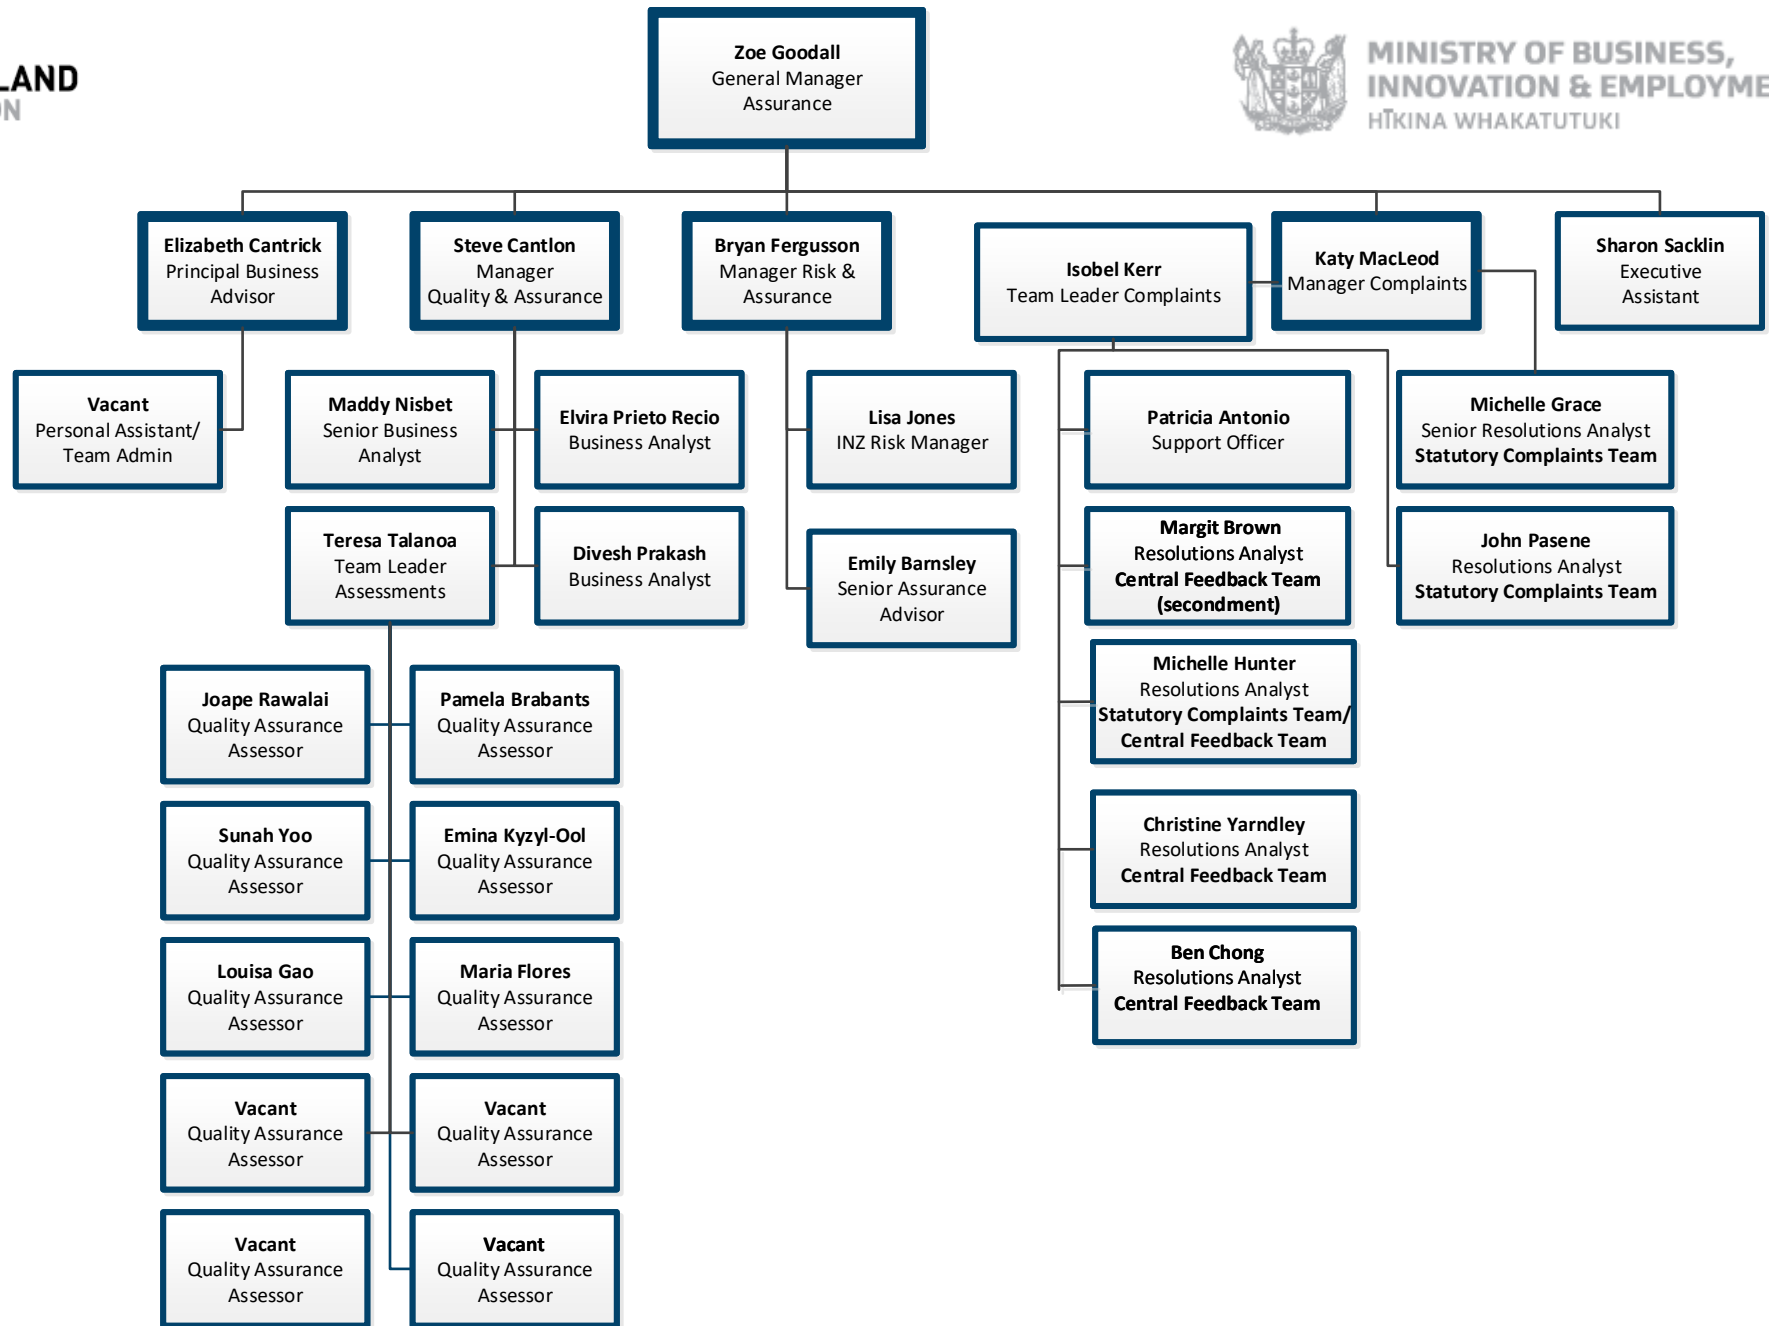 LAND
ON
Zoe Goodall
General Manager
Assurance
MINISTRY OF BUSINESS,
INNOVATION & EMPLOYME
HĪKINA WHAKATUTUKI
Elizabeth Cantrick
Principal Business
Advisor
Steve Cantlon
Manager
Quality & Assurance
Bryan Fergusson
Manager Risk &
Assurance
Isobel Kerr
Team Leader Complaints
Katy MacLeod
Manager Complaints
Sharon Sacklin
Executive
Assistant
Vacant
Personal Assistant/
Team Admin
Maddy Nisbet
Senior Business
Analyst
Elvira Prieto Recio
Business Analyst
Lisa Jones
INZ Risk Manager
Patricia Antonio
Support Officer
Michelle Grace
Senior Resolutions Analyst
Statutory Complaints Team
Teresa Talanoa
Team Leader
Assessments
Divesh Prakash
Business Analyst
Emily Barnsley
Senior Assurance
Advisor
Margit Brown
Resolutions Analyst
Central Feedback Team
(secondment)
John Pasene
Resolutions Analyst
Statutory Complaints Team
Joape Rawalai
Quality Assurance
Assessor
Pamela Brabants
Quality Assurance
Assessor
Michelle Hunter
Resolutions Analyst
Statutory Complaints Team/
Central Feedback Team
Sunah Yoo
Quality Assurance
Assessor
Emina Kyzyl-Ool
Quality Assurance
Assessor
Christine Yarndley
Resolutions Analyst
Central Feedback Team
Louisa Gao
Quality Assurance
Assessor
Maria Flores
Quality Assurance
Assessor
Ben Chong
Resolutions Analyst
Central Feedback Team
Vacant
Quality Assurance
Assessor
Vacant
Quality Assurance
Assessor
Vacant
Quality Assurance
Assessor
Vacant
Quality Assurance
Assessor